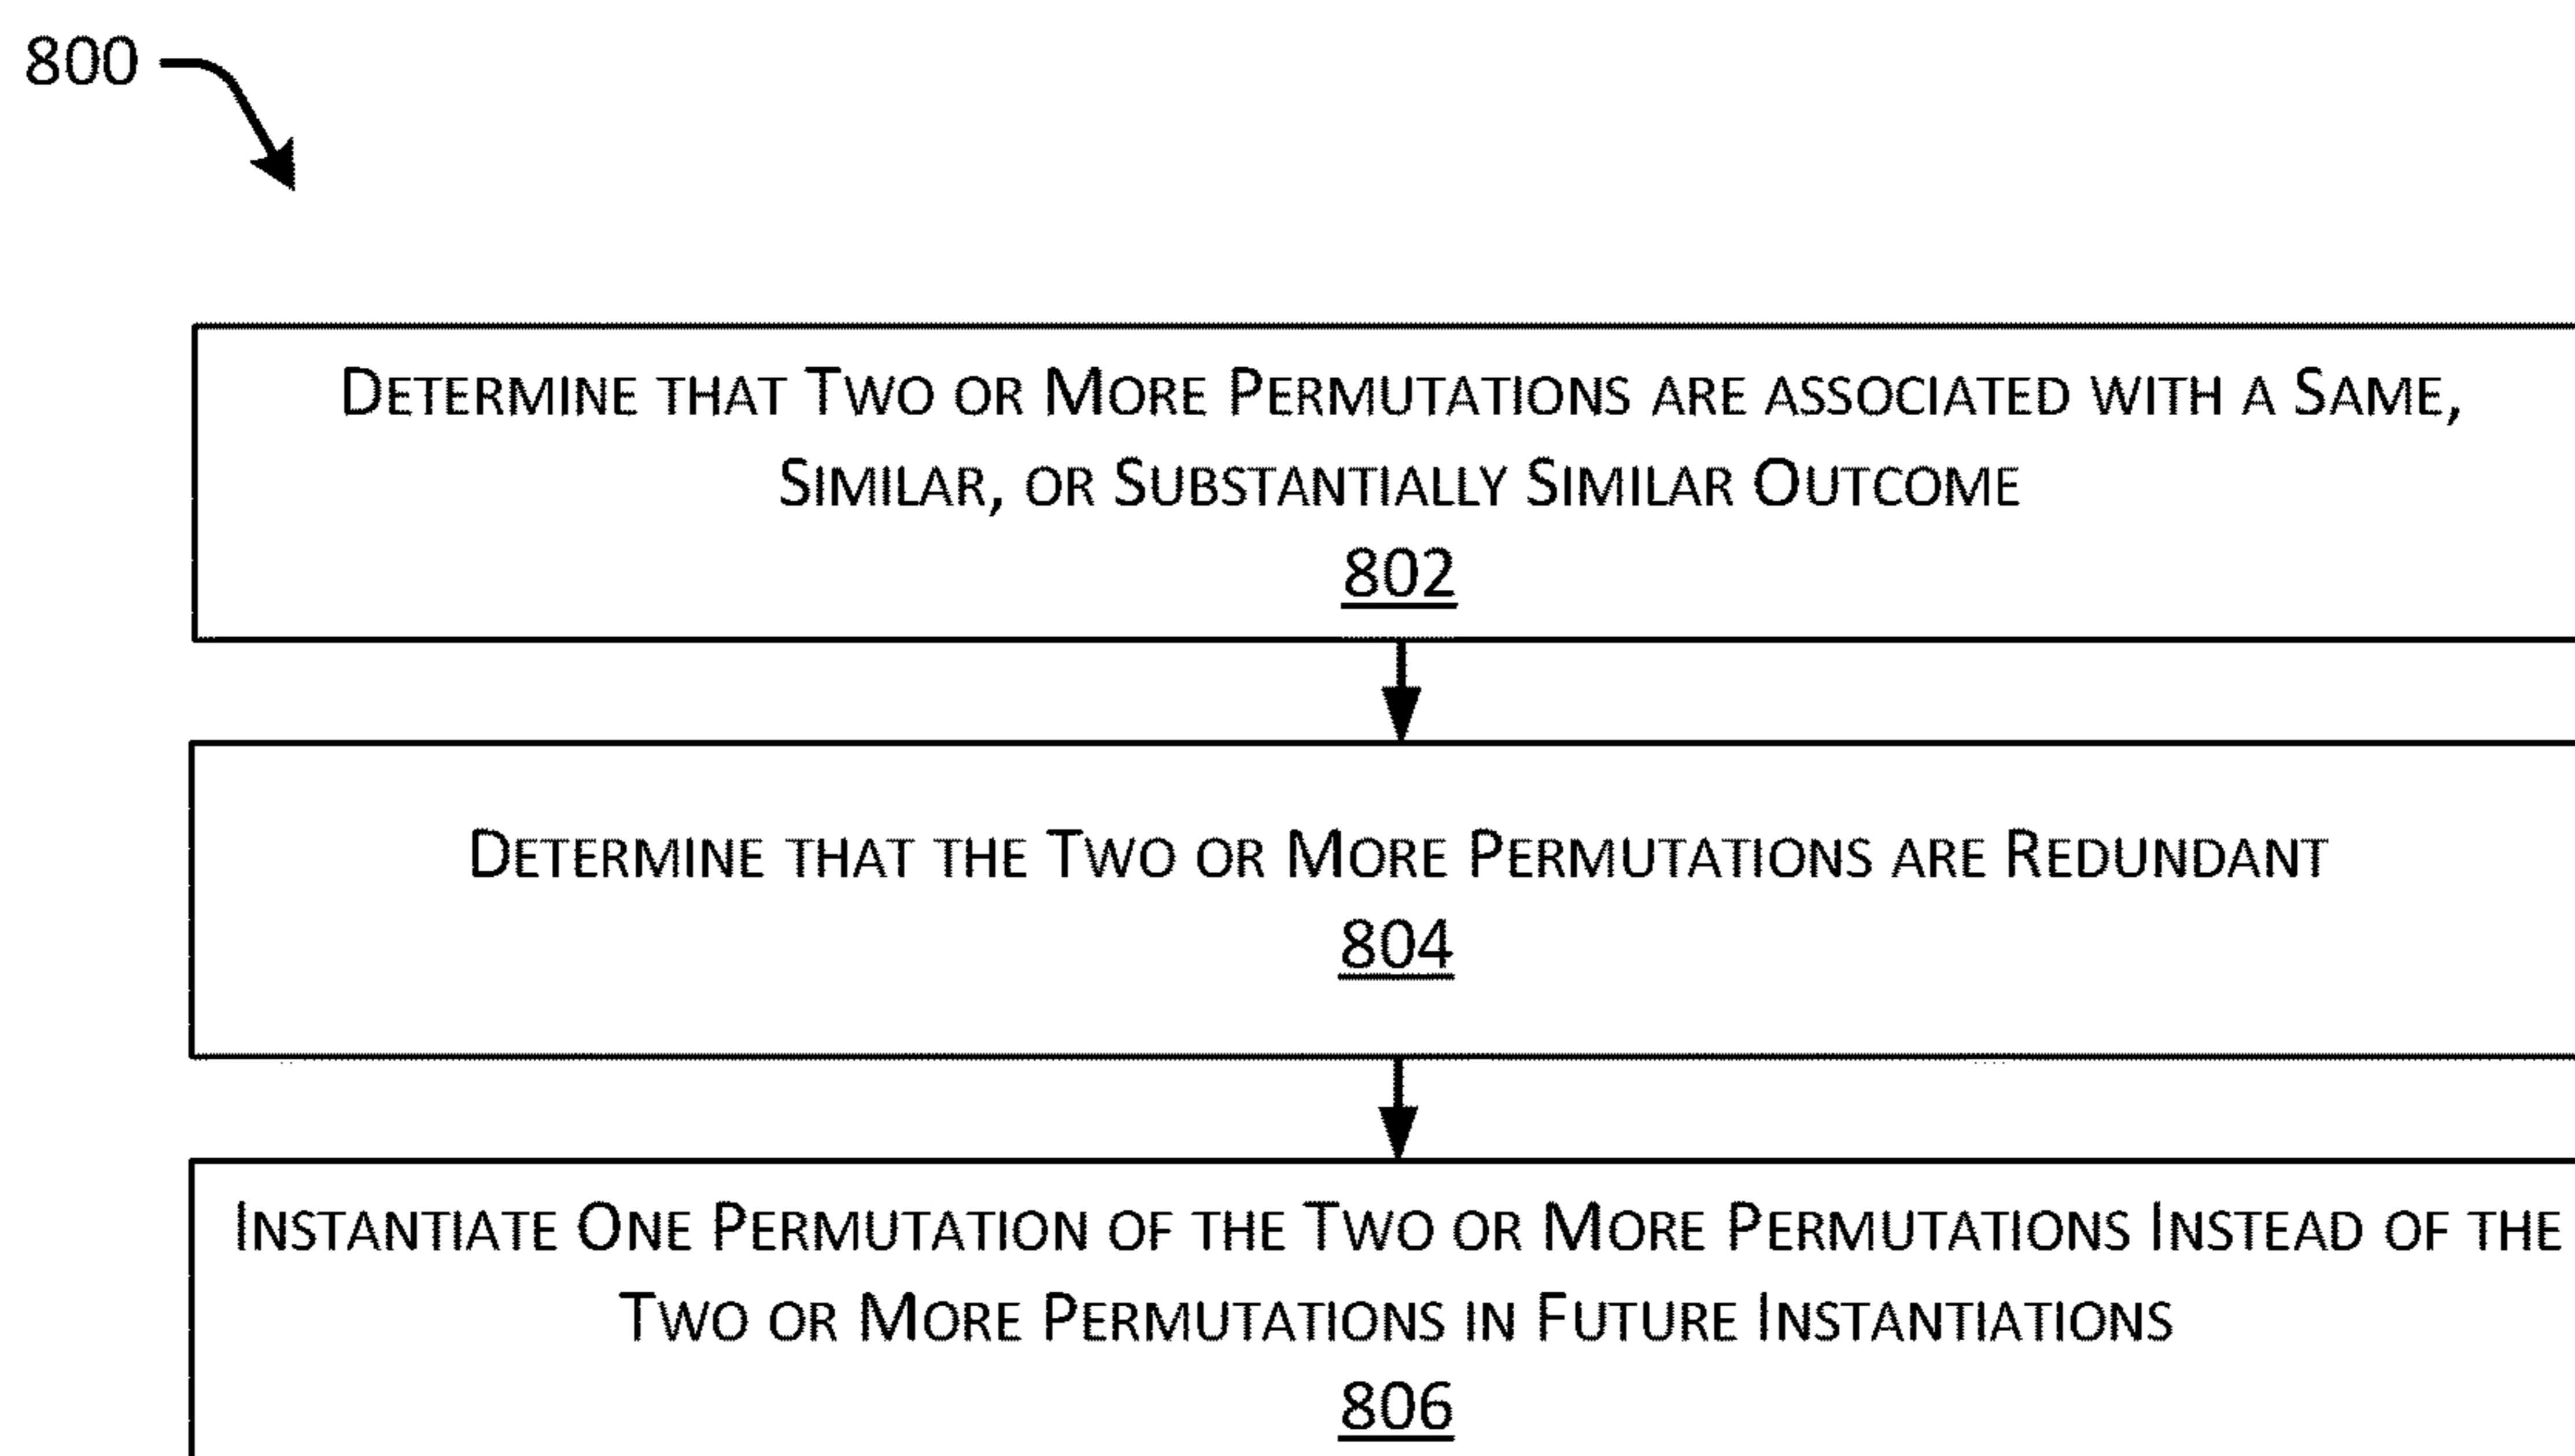 800
Determine that Two or More Permutations are associated with a Same,
Similar, or Substantially Similar Outcome
802
Determine that the Two or More Permutations are Redundant
804
Instantiate One Permutation of the Two or More Permutations Instead of the
Two or More Permutations in Future Instantiations
806